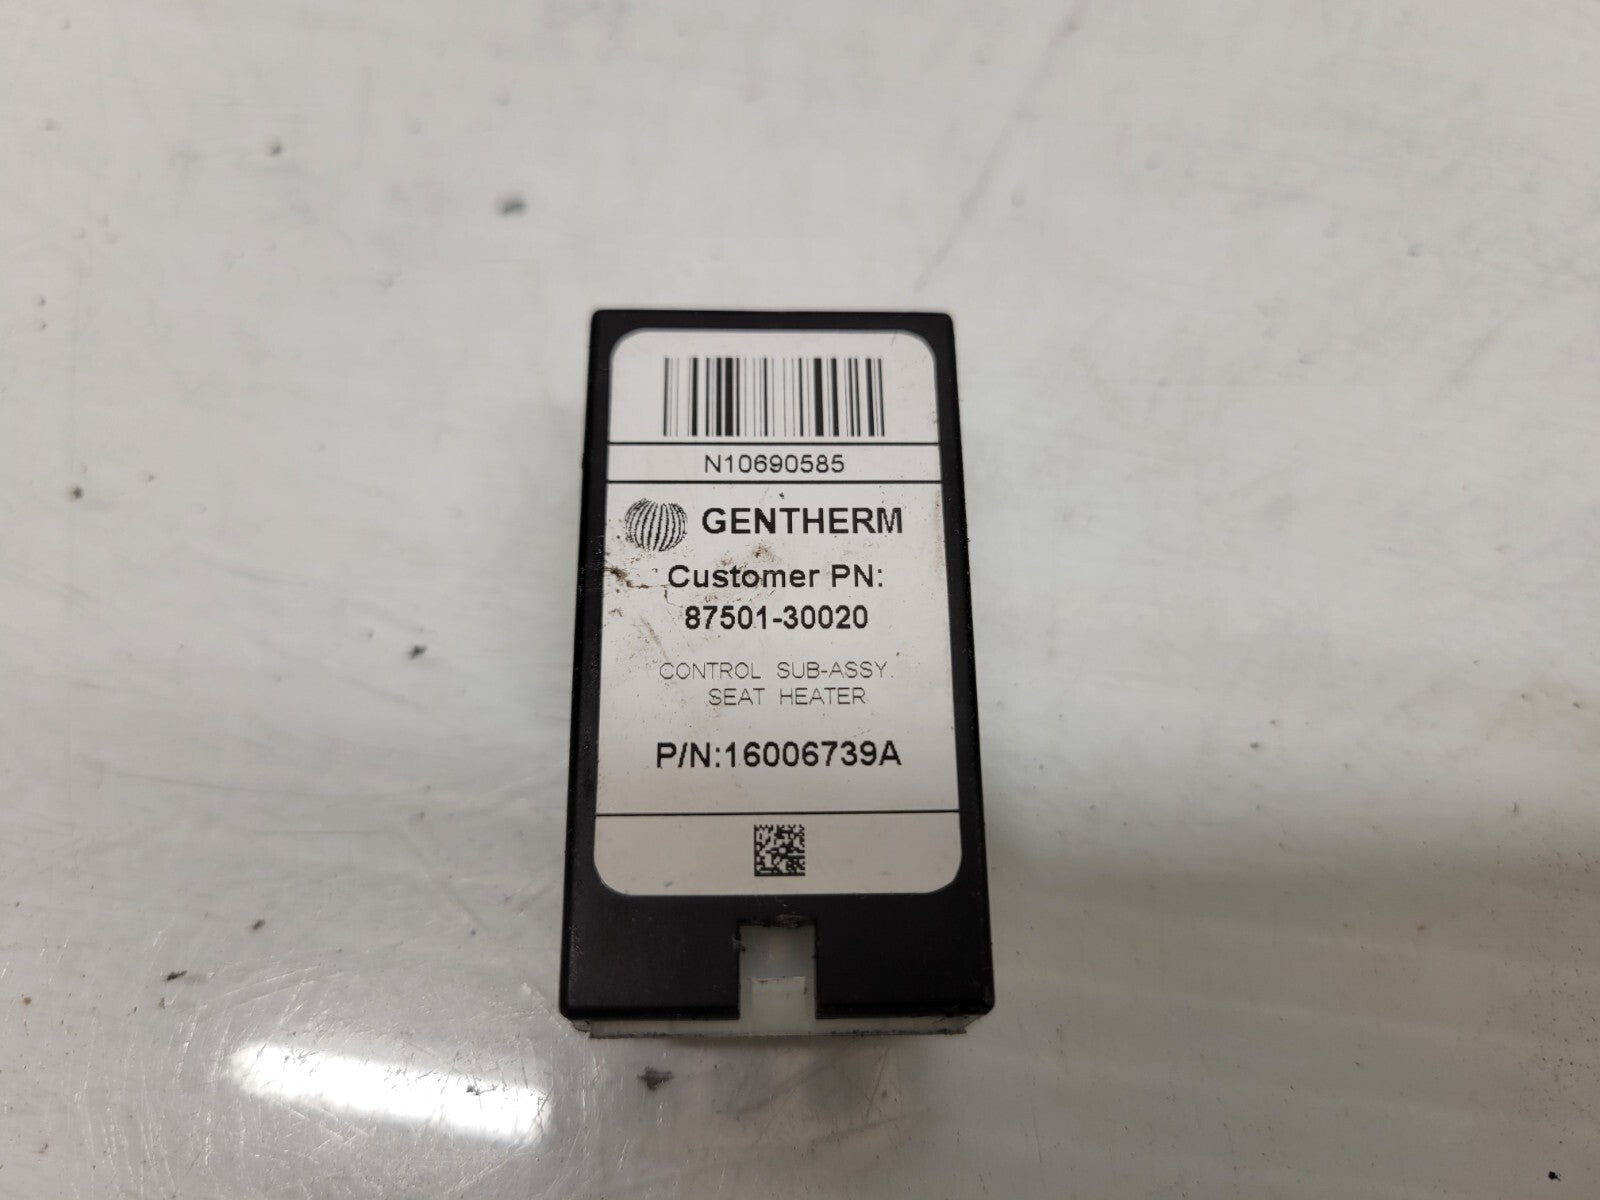 N10690585
GENTHERM
Customer PN:
87501-30020
CONTROL SUB-ASSY.
SEAT HEATER
P/N:16006739A